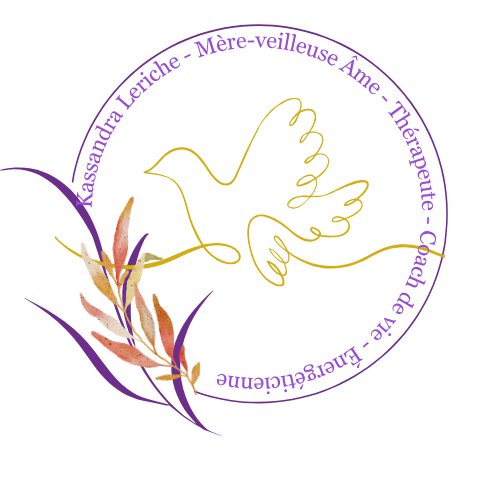 Kassandra Leriche - Mère-veilleuse Âme - Thérapeute - Coach de vie - Énergéticienne